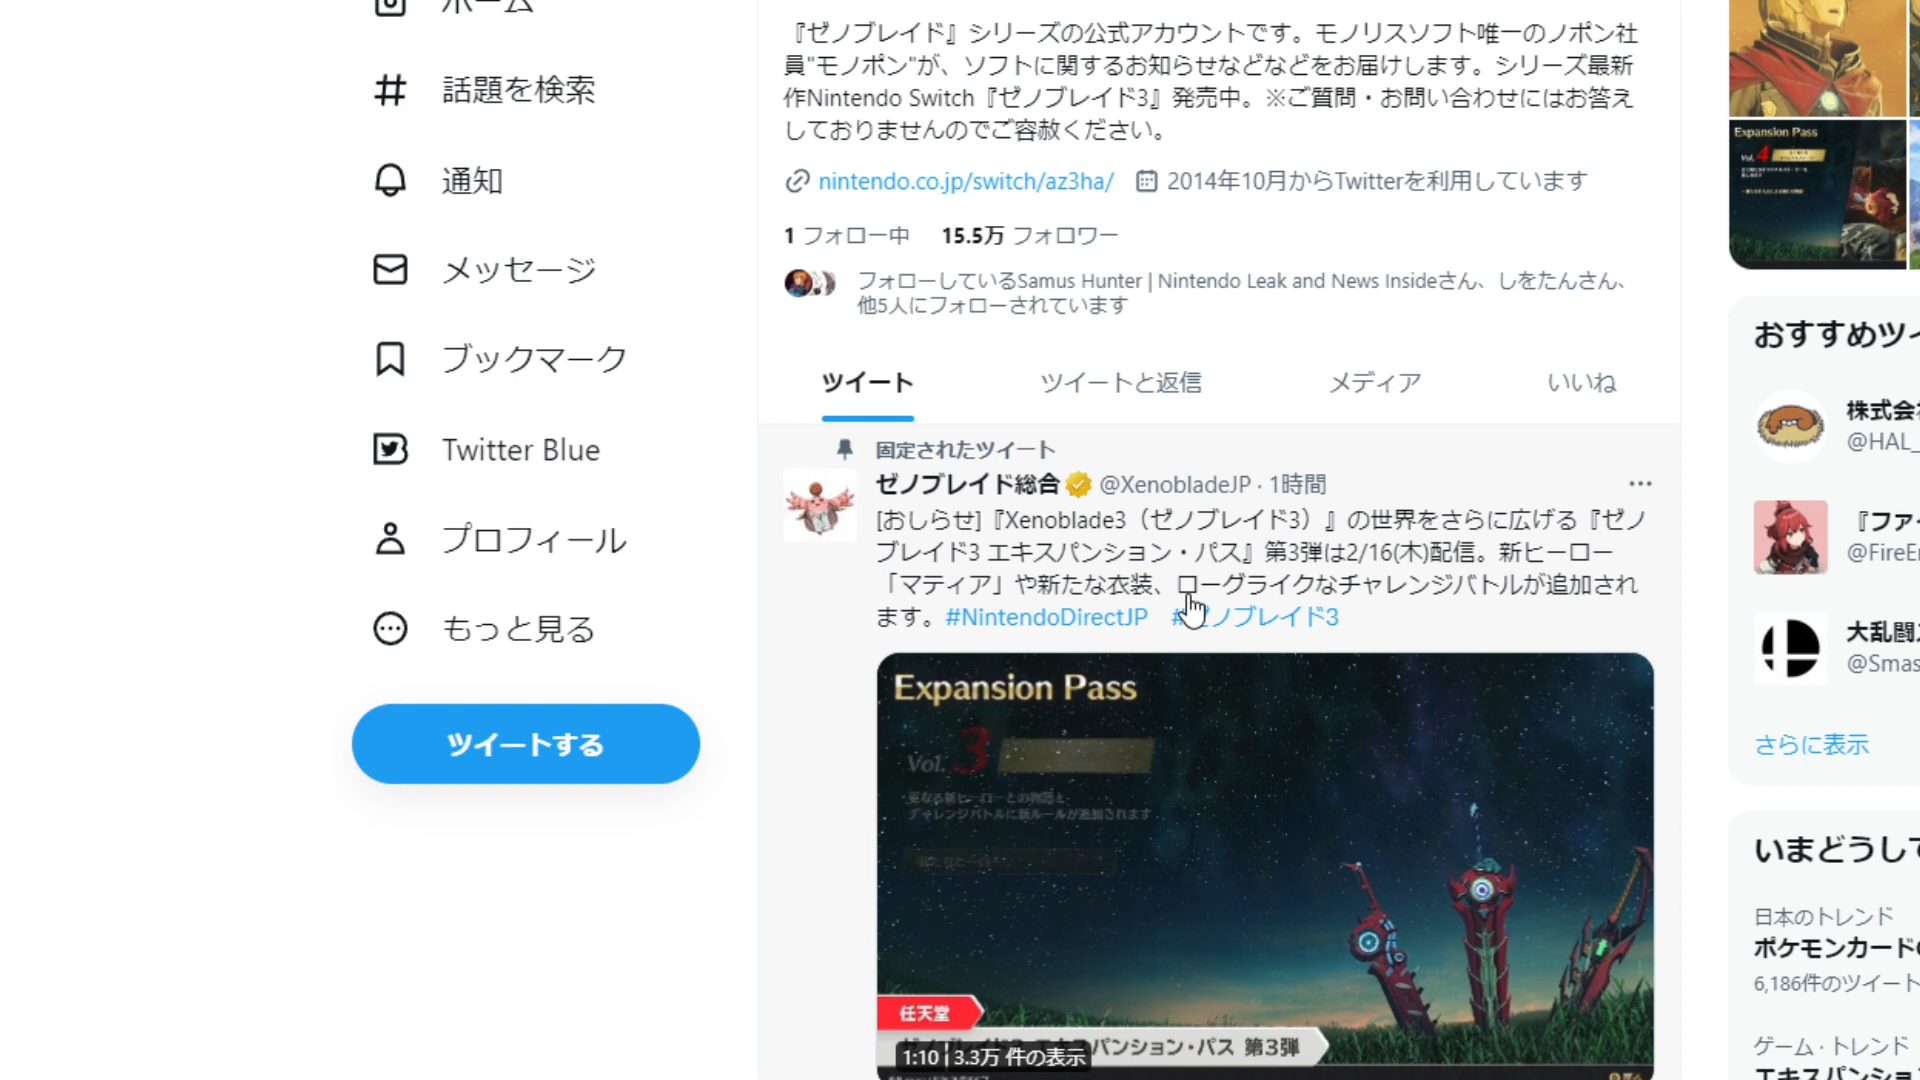 ホーム
話題を検索
通知
メッセージ
ブックマーク
Twitter Blue
プロフィール
もっと見る
ツイートする
『ゼノブレイド』シリーズの公式アカウントです。モノリスソフト唯一のノポン社
員"モノポン"が、ソフトに関するお知らせなどなどをお届けします。シリーズ最新
作Nintendo Switch『ゼノブレイド3』発売中。※ご質問・お問い合わせにはお答え
しておりませんのでご容赦ください。
nintendo.co.jp/switch/az3ha/ 2014年10月からTwitterを利用しています
1 フォロー中 15.5万 フォロワー
フォローしているSamus Hunter | Nintendo Leak and News Insideさん、しをたんさん、
他5人にフォローされています
ツイート ツイートと返信 メディア いいね
固定されたツイート
ゼノブレイド総合 @XenobladeJP · 1時間
[おしらせ]『Xenoblade3（ゼノブレイド3）』の世界をさらに広げる『ゼノ
ブレイド3 エキスパンション・パス』第3弾は2/16(木)配信。新ヒーロー
「マティア」や新たな衣装、ローグライクなチャレンジバトルが追加され
ます。#NintendoDirectJP #ゼノブレイド3
Expansion Pass
Vol. 3
更なる新ヒーローとの物語と
チャレンジバトルに新ルールが追加されます
任天堂
パンション・パス 第3弾
1:10 | 3.3万 件の表示
Expansion Pass
Vol. 4
おすすめツイ
株式会社
@HAL_
『ファイ
@FireEm
大乱闘ス
@Smas
さらに表示
いまどうして
日本のトレンド
ポケモンカードの
6,186件のツイート
ゲーム · トレンド
エキスパンショ